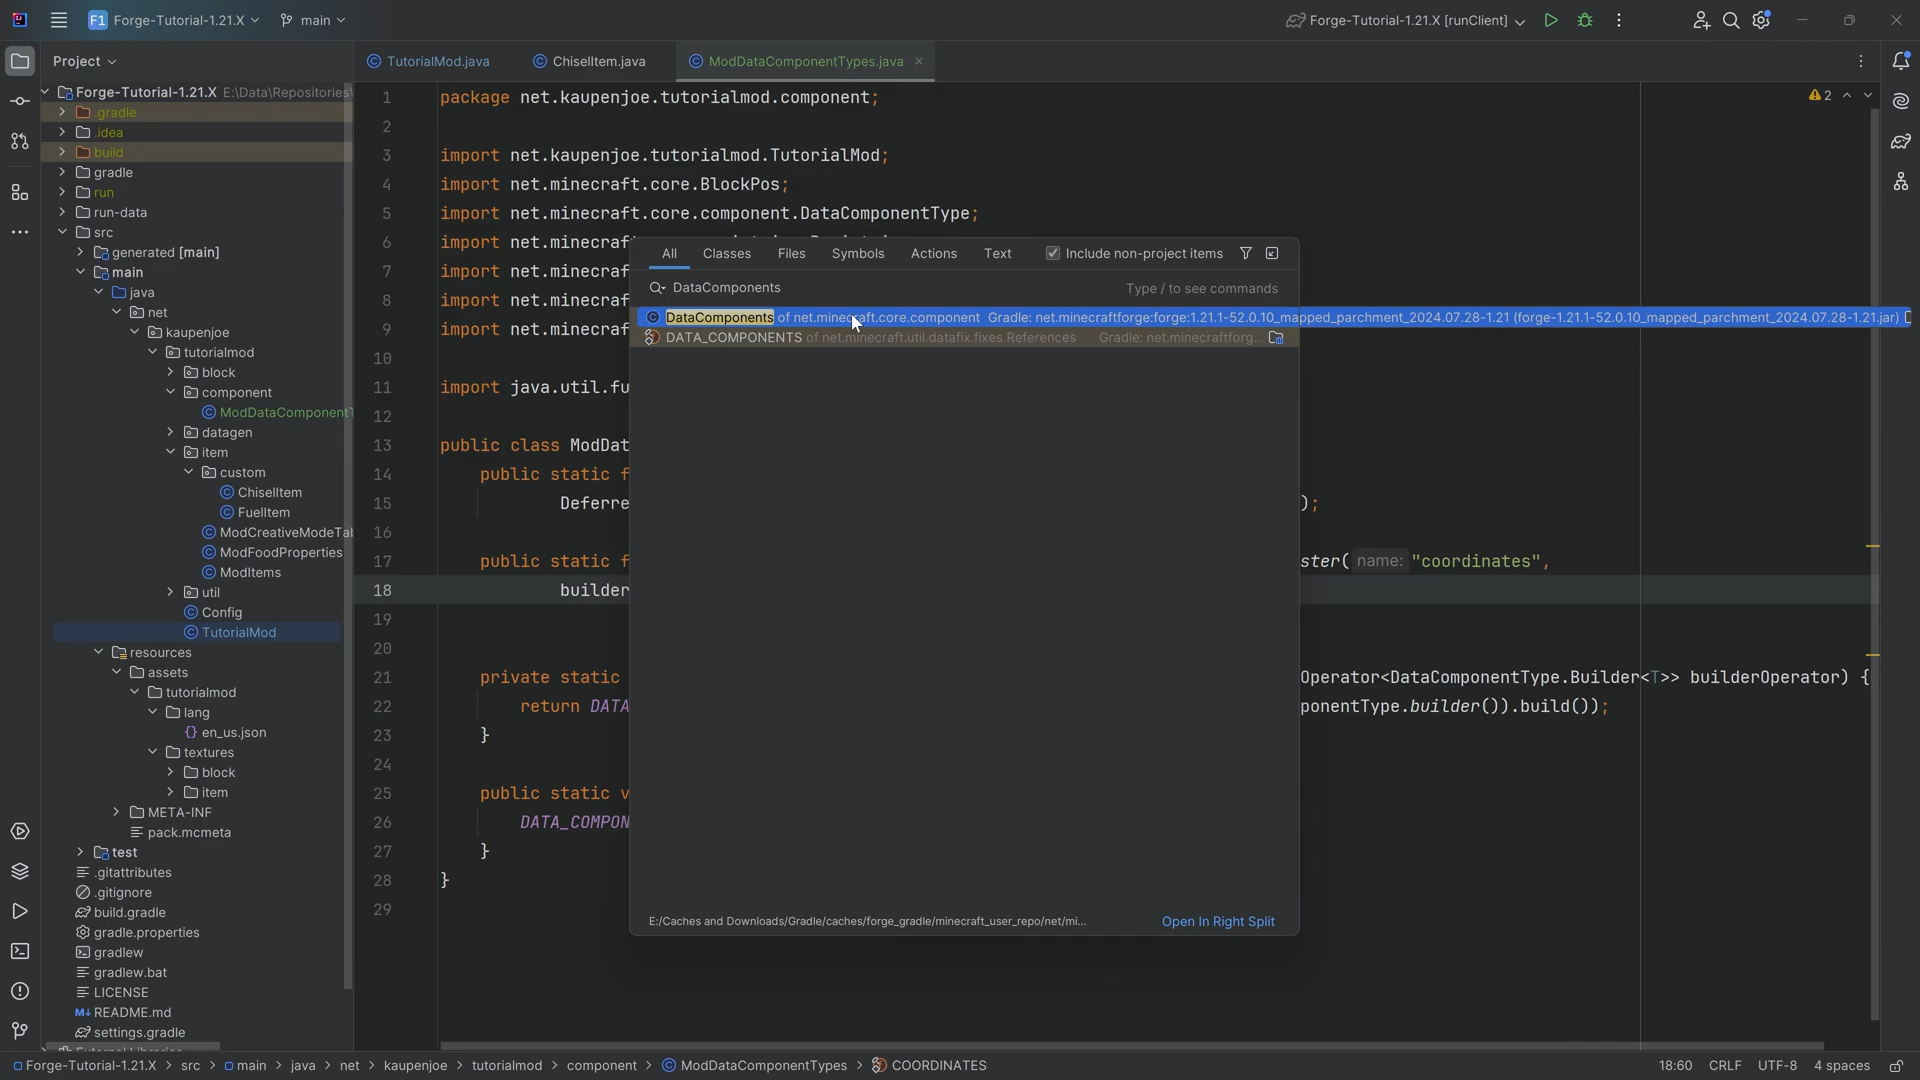 F1 Forge-Tutorial-1.21.X main
Forge-Tutorial-1.21.X [runClient]
Project
TutorialMod.java
ChiselItem.java
ModDataComponentTypes.java
Forge-Tutorial-1.21.X E:\Data\Repositories\
.gradle
.idea
build
gradle
run
run-data
src
generated [main]
main
java
net
kaupenjoe
tutorialmod
block
component
ModDataComponentT
datagen
item
custom
ChiselItem
FuelItem
ModCreativeModeTab
ModFoodProperties
ModItems
util
Config
TutorialMod
resources
assets
tutorialmod
lang
en_us.json
textures
block
item
META-INF
pack.mcmeta
test
.gitattributes
.gitignore
build.gradle
gradle.properties
gradlew
gradlew.bat
LICENSE
README.md
settings.gradle
2
1 package net.kaupenjoe.tutorialmod.component;
2
3 import net.kaupenjoe.tutorialmod.TutorialMod;
4 import net.minecraft.core.BlockPos;
5 import net.minecraft.core.component.DataComponentType;
6 import net.minecraf
7 import net.minecraf
8 import net.minecraf
9 import net.minecraf
10
11 import java.util.fu
12
13 public class ModDat
14 public static f
15 Deferre );
16
17 public static f ster( name: "coordinates",
18 builder
19
20
21 private static Operator<DataComponentType.Builder<T>> builderOperator) {
22 return DATA ponentType.builder()).build());
23 }
24
25 public static v
26 DATA_COMPON
27 }
28 }
29
All Classes Files Symbols Actions Text Include non-project items
DataComponents Type / to see commands
DataComponents of net.minecraft.core.component Gradle: net.minecraftforge:forge:1.21.1-52.0.10_mapped_parchment_2024.07.28-1.21 (forge-1.21.1-52.0.10_mapped_parchment_2024.07.28-1.21.jar)
DATA_COMPONENTS of net.minecraft.util.datafix.fixes.References Gradle: net.minecraftforg...
E:/Caches and Downloads/Gradle/caches/forge_gradle/minecraft_user_repo/net/mi... Open In Right Split
Forge-Tutorial-1.21.X > src > main > java > net > kaupenjoe > tutorialmod > component > ModDataComponentTypes > COORDINATES
18:60 CRLF UTF-8 4 spaces